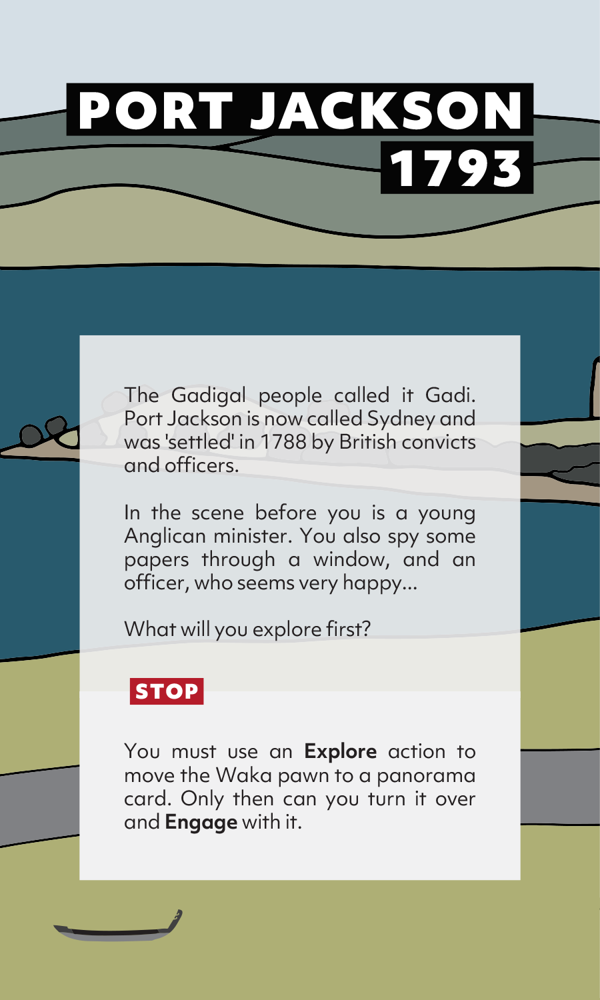 PORT JACKSON
1793
The Gadigal people called it Gadi.
Port Jackson is now called Sydney and
was 'settled' in 1788 by British convicts
and officers.
In the scene before you is a young
Anglican minister. You also spy some
papers through a window, and an
officer, who seems very happy...
What will you explore first?
STOP
You must use an Explore action to
move the Waka pawn to a panorama
card. Only then can you turn it over
and Engage with it.